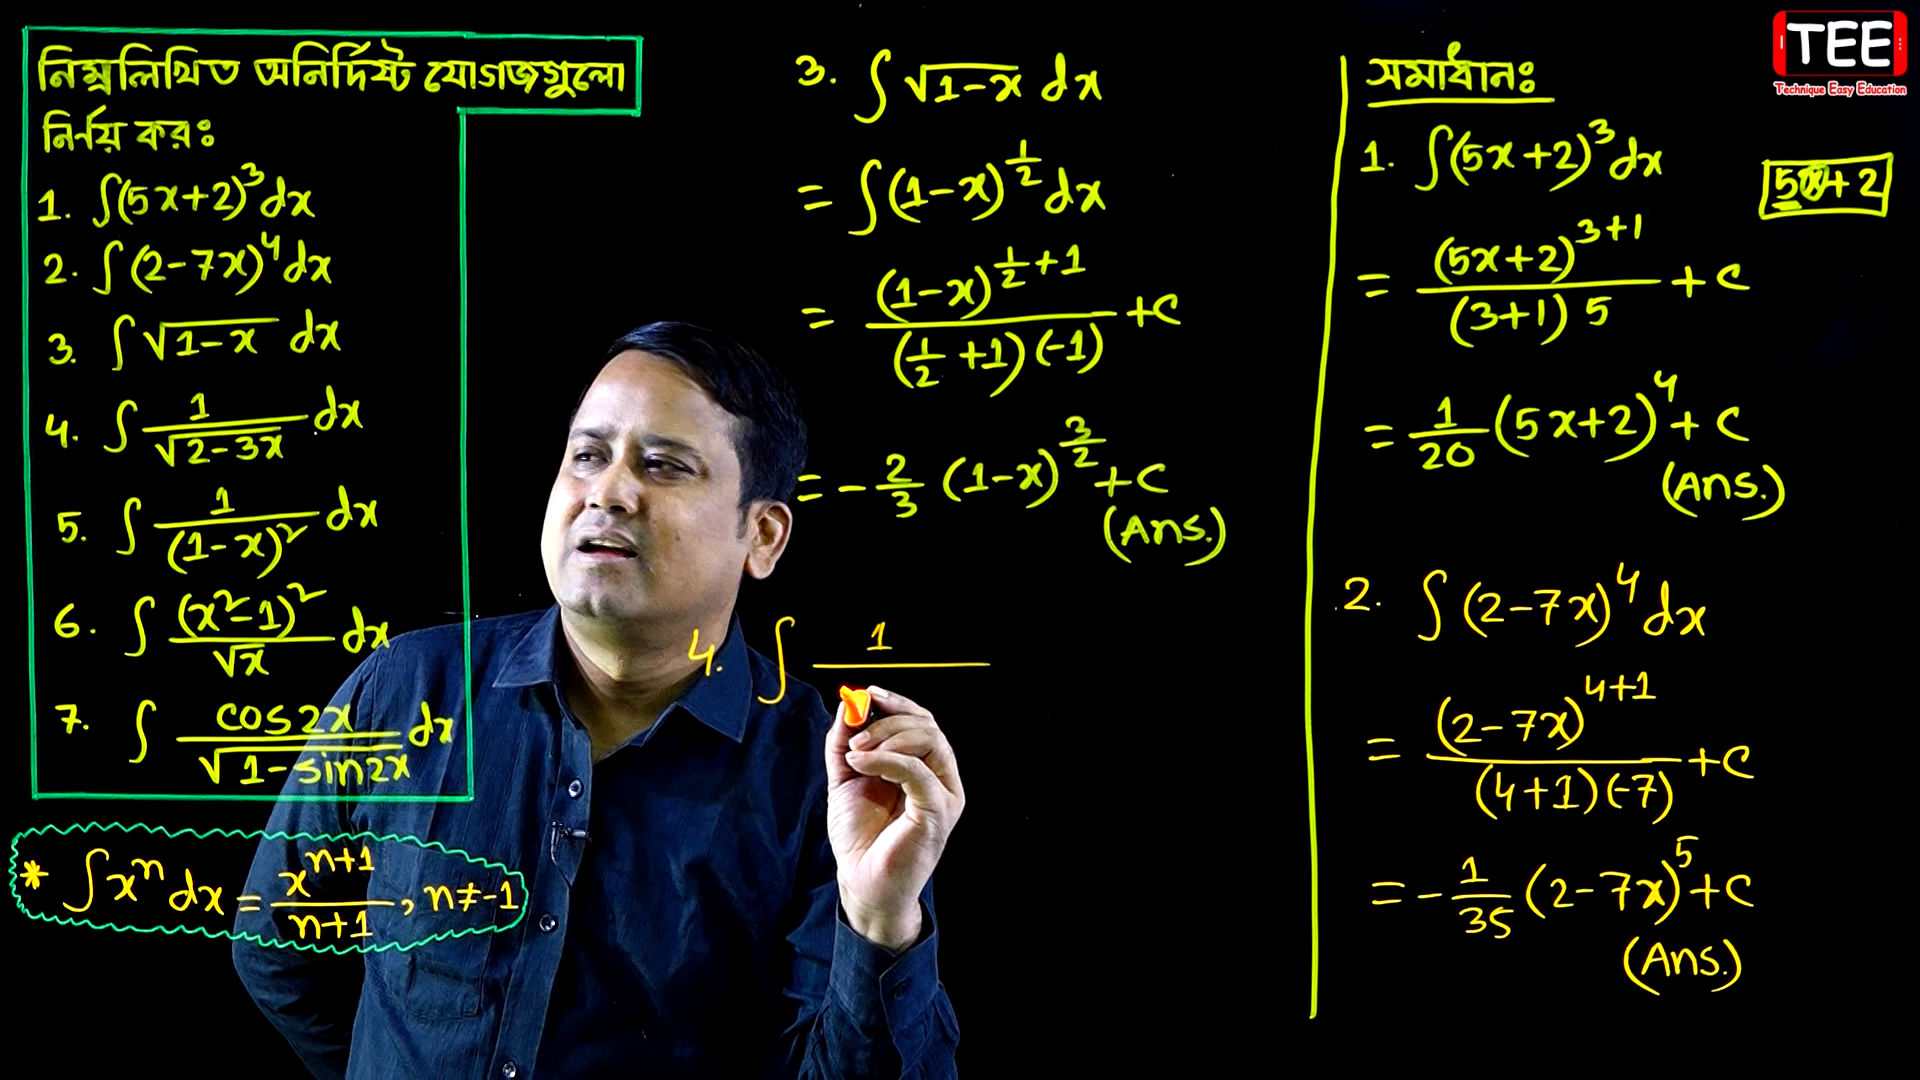 নিম্নলিখিত অনির্দিষ্ট যোগজগুলো
নির্ণয় কর:
1. ∫(5x+2)³dx
2. ∫(2-7x)⁴dx
3. ∫√(1-x) dx
4. ∫ 1/√(2-3x) dx
5. ∫ 1/(1-x)² dx
6. ∫ (x²-1)²/√x dx
7. ∫ cos2x/√(1-sin2x) dx
* ∫xⁿdx = xⁿ⁺¹/(n+1), n≠-1
3. ∫√(1-x) dx
= ∫(1-x)^(1/2) dx
= (1-x)^(1/2 +1)/((1/2 +1)(-1)) +c
= -2/3 (1-x)^(3/2) +c
(Ans.)
4. ∫ 1
সমাধান:
1. ∫(5x+2)³dx
5x+2
= (5x+2)^(3+1)/((3+1)5) +c
= 1/20 (5x+2)⁴+c
(Ans.)
2. ∫(2-7x)⁴dx
= (2-7x)^(4+1)/((4+1)(-7)) +c
= -1/35 (2-7x)⁵+c
(Ans.)
TEE
Technique Easy Education